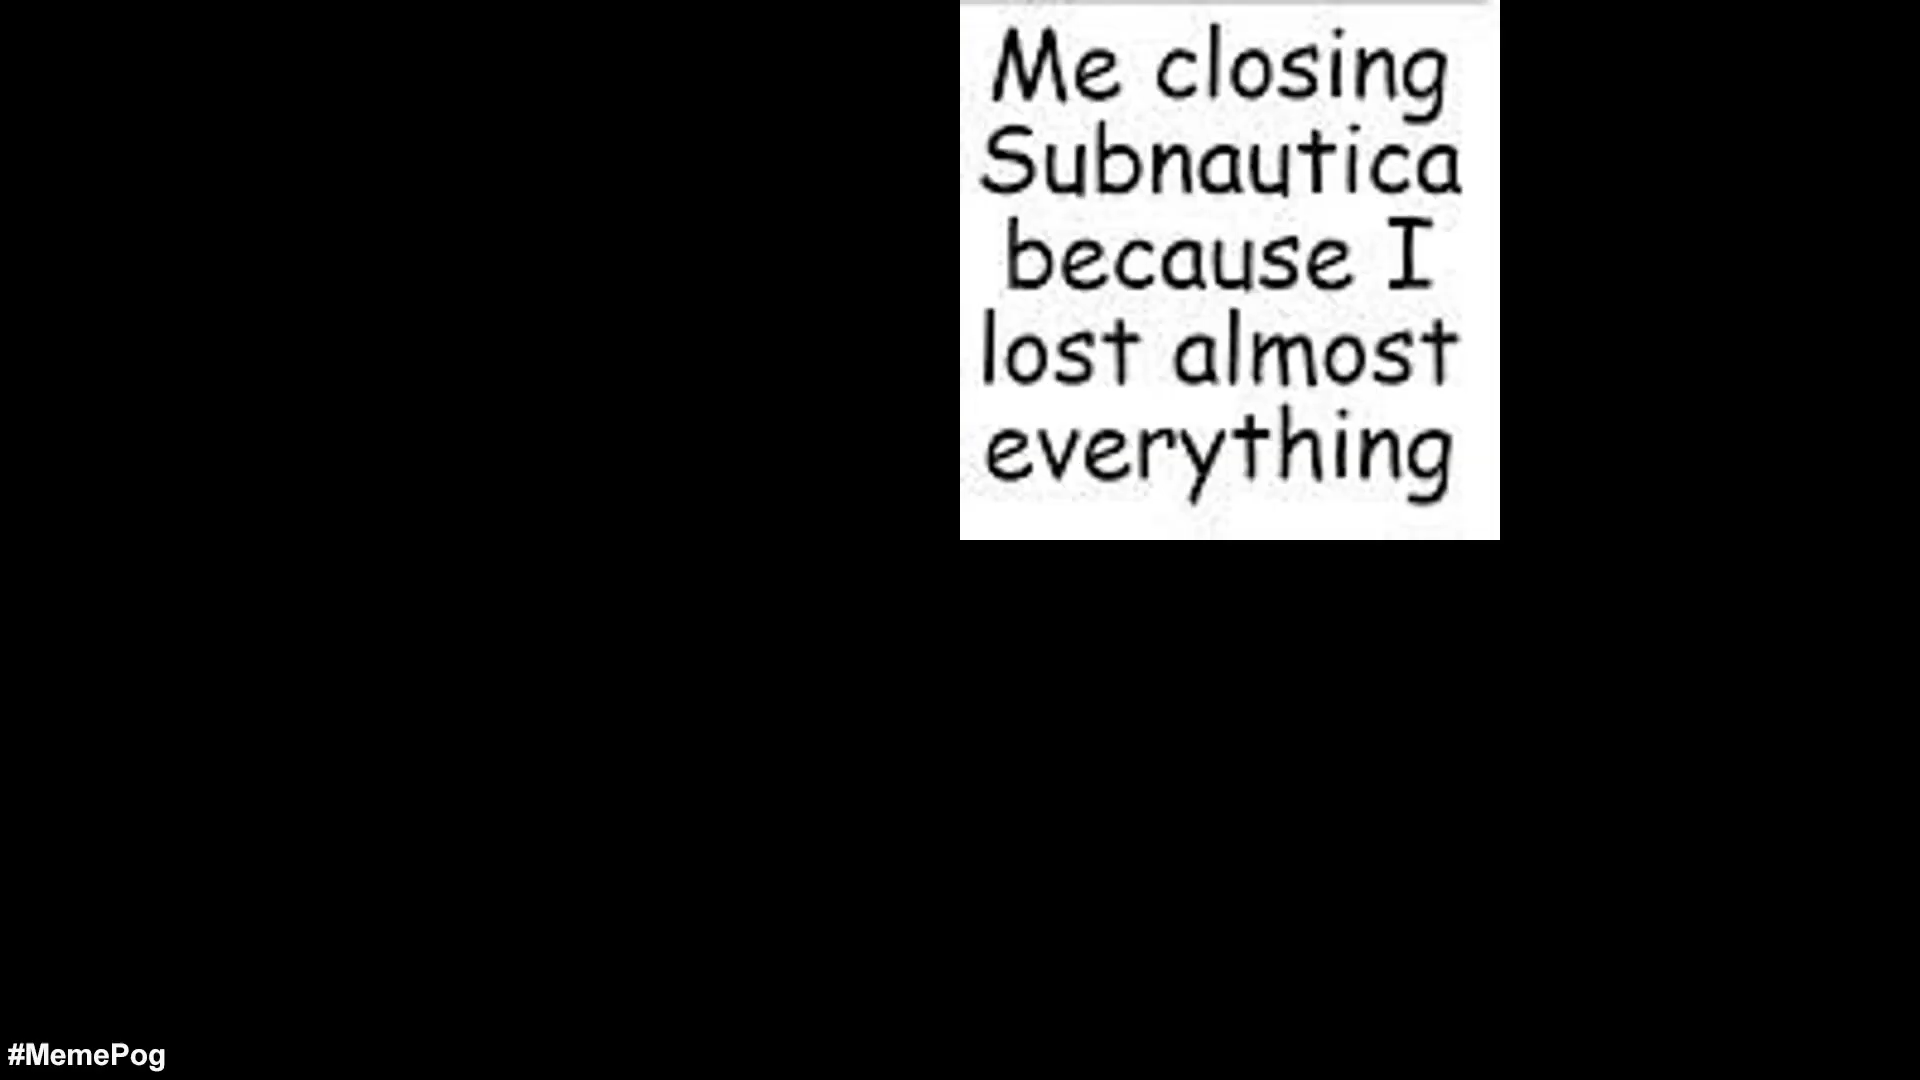 Me closing
Subnautica
because I
lost almost
everything
#MemePog